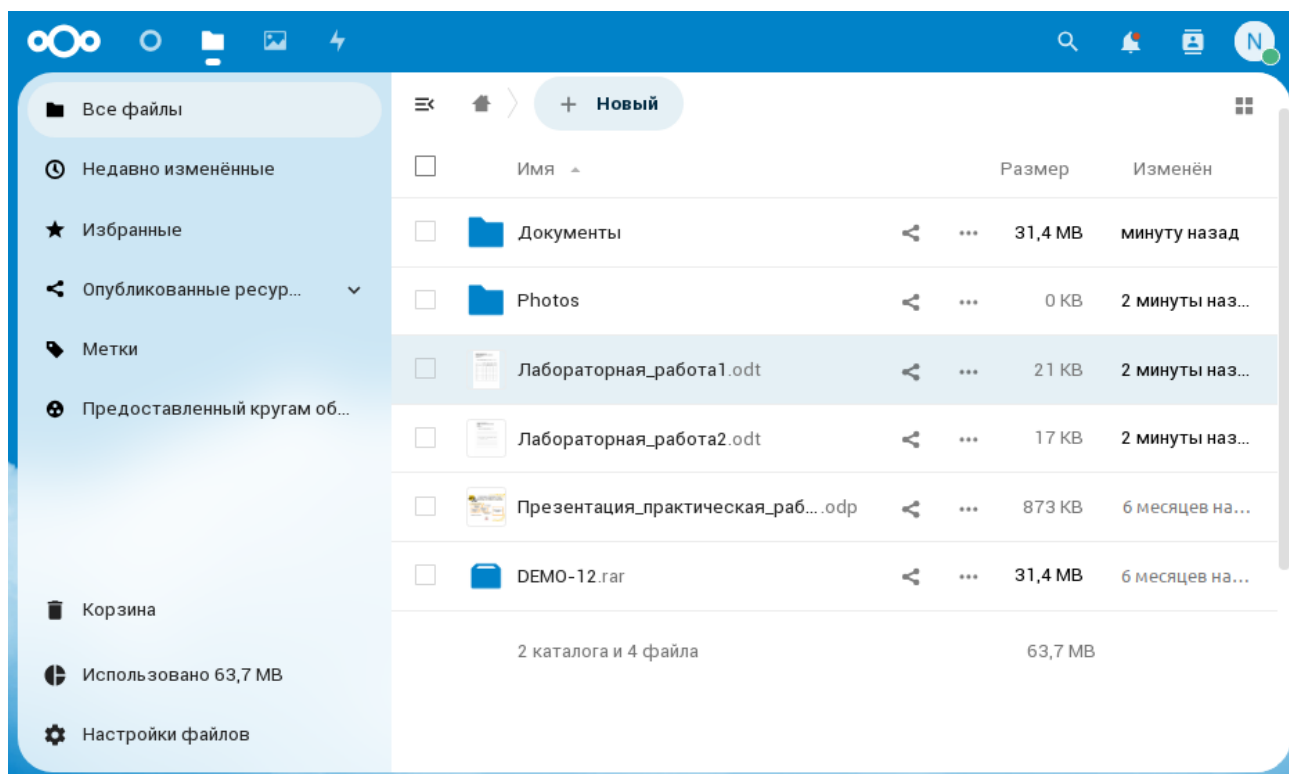 N
Все файлы
Недавно изменённые
Избранные
Опубликованные ресур...
Метки
Предоставленный кругам об...
Корзина
Использовано 63,7 MB
Настройки файлов
+ Новый
Имя Размер Изменён
Документы 31,4 MB минуту назад
Photos 0 KB 2 минуты наз...
Лабораторная_работа1.odt 21 KB 2 минуты наз...
Лабораторная_работа2.odt 17 KB 2 минуты наз...
Презентация_практическая_раб....odp 873 KB 6 месяцев на...
DEMO-12.rar 31,4 MB 6 месяцев на...
2 каталога и 4 файла 63,7 MB